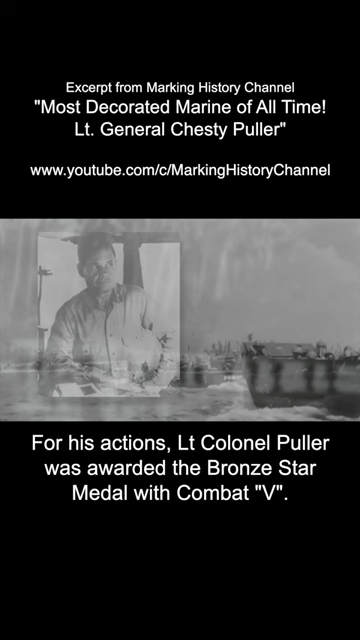 Excerpt from Marking History Channel
"Most Decorated Marine of All Time!
Lt. General Chesty Puller"
www.youtube.com/c/MarkingHistoryChannel
For his actions, Lt Colonel Puller
was awarded the Bronze Star
Medal with Combat "V".